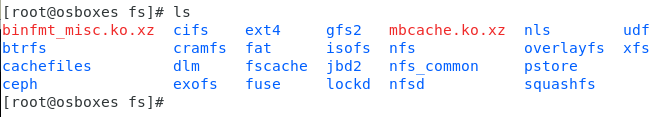 [root@osboxes fs]# ls
binfmt_misc.ko.xz  cifs    ext4     gfs2   mbcache.ko.xz  nls        udf
btrfs              cramfs  fat      isofs  nfs            overlayfs  xfs
cachefiles         dlm     fscache  jbd2   nfs_common     pstore
ceph               exofs   fuse     lockd  nfsd           squashfs
[root@osboxes fs]#